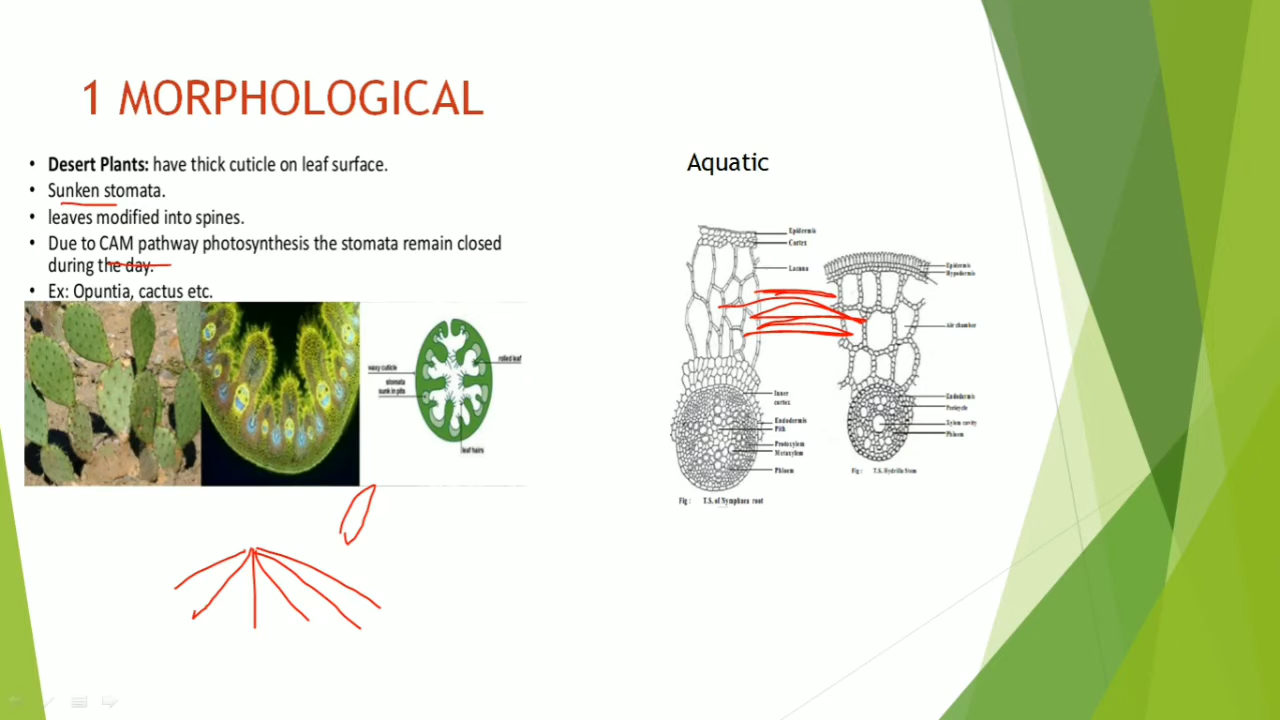 1 MORPHOLOGICAL
• Desert Plants: have thick cuticle on leaf surface.
• Sunken stomata.
• leaves modified into spines.
• Due to CAM pathway photosynthesis the stomata remain closed
during the day.
• Ex: Opuntia, cactus etc.
waxy cuticle
stomata
sunk in pits
rolled leaf
leaf hairs
Aquatic
Epidermis
Cortex
Lacuna
Inner
cortex
Endodermis
Pith
Protoxylem
Metaxylem
Phloem
Fig : T.S. of Nymphaea root
Epidermis
Hypodermis
Air chamber
Endodermis
Pericycle
Xylem cavity
Phloem
Fig : T.S. Hydrilla Stem